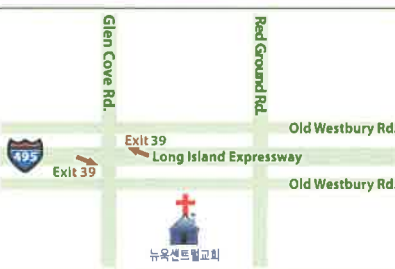 Glen Cove Rd.
Red Ground Rd.
Old Westbury Rd.
Exit 39
495
Long Island Expressway
Exit 39
Old Westbury Rd.
뉴욕센트럴교회